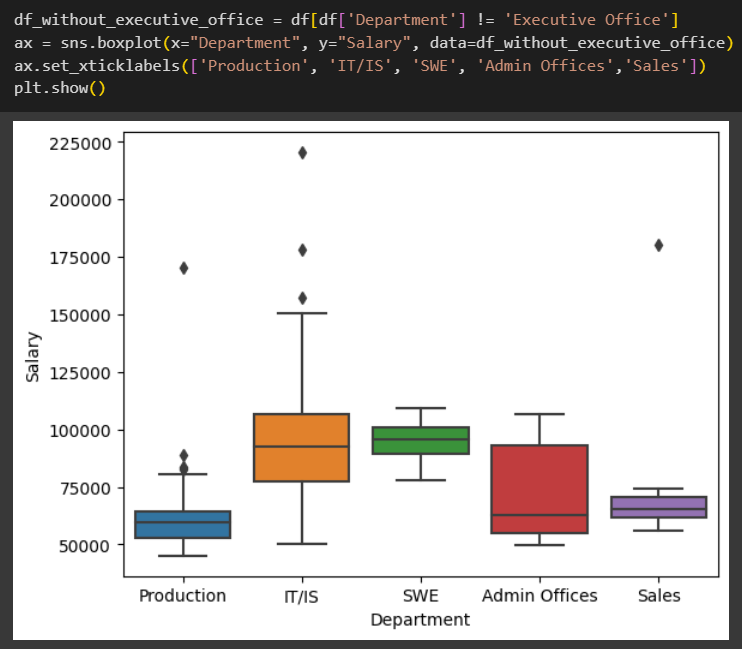 df_without_executive_office = df[df['Department'] != 'Executive Office']
ax = sns.boxplot(x="Department", y="Salary", data=df_without_executive_office)
ax.set_xticklabels(['Production', 'IT/IS', 'SWE', 'Admin Offices','Sales'])
plt.show()
225000
200000
175000
150000
125000
100000
75000
50000
Salary
Production IT/IS SWE Admin Offices Sales
Department